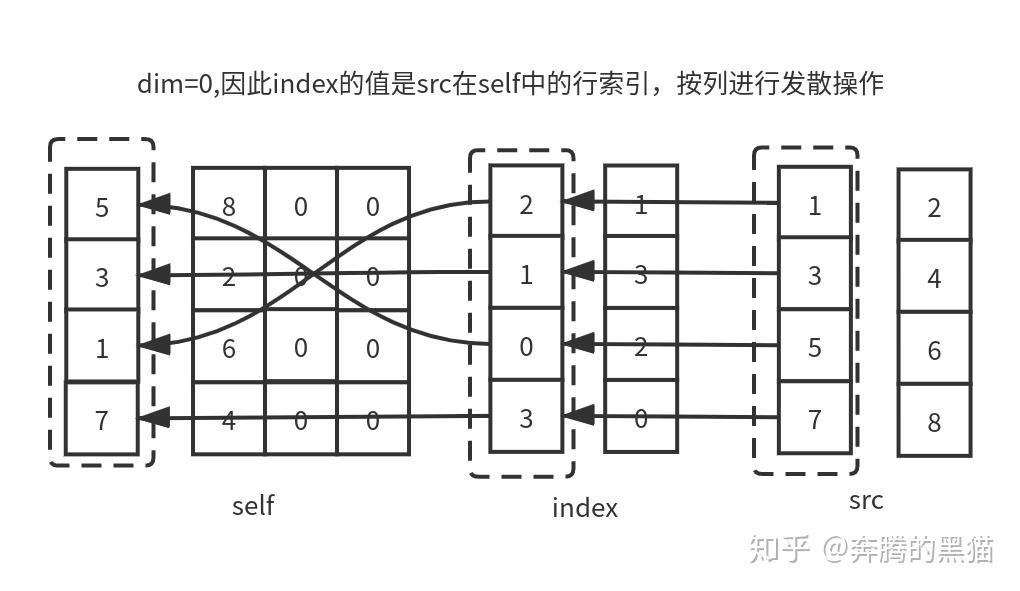 dim=0,因此index的值是src在self中的行索引，按列进行发散操作
5 8 0 0 2 1 1 2
3 2 0 0 1 3 3 4
1 6 0 0 0 2 5 6
7 4 0 0 3 0 7 8
self index src
知乎 @奔腾的黑猫